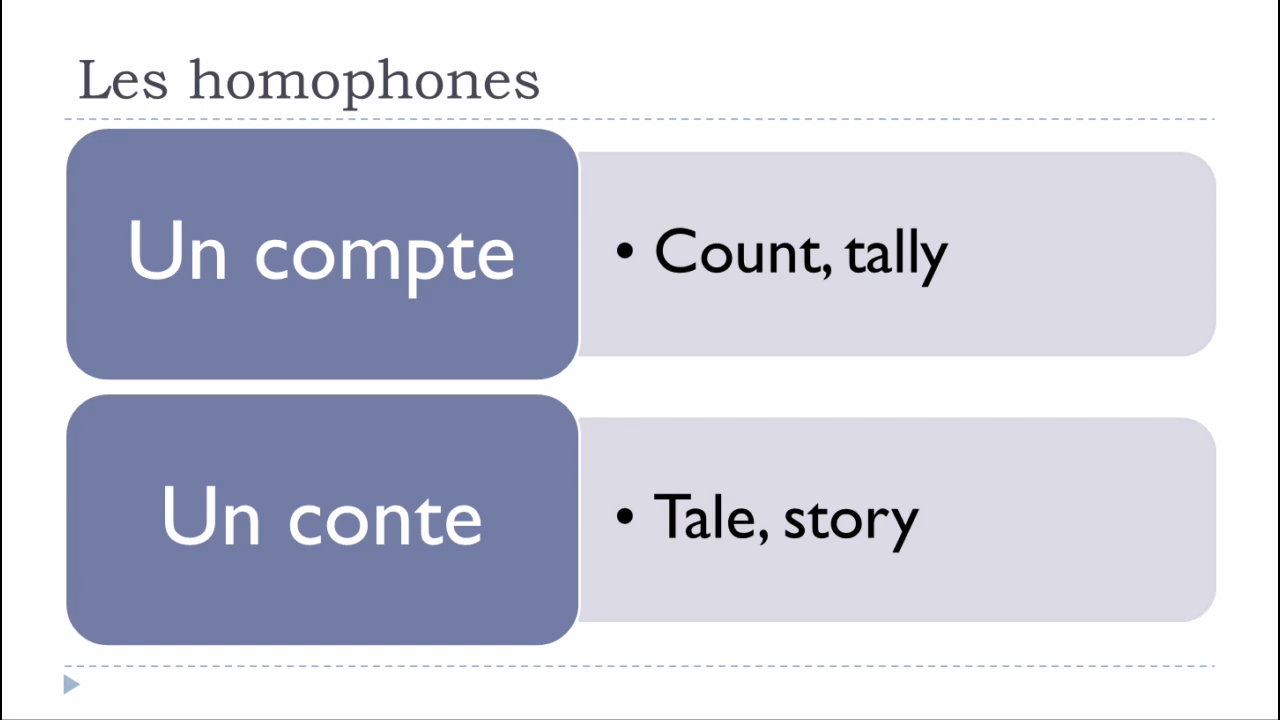 Les homophones
Un compte
• Count, tally
Un conte
• Tale, story